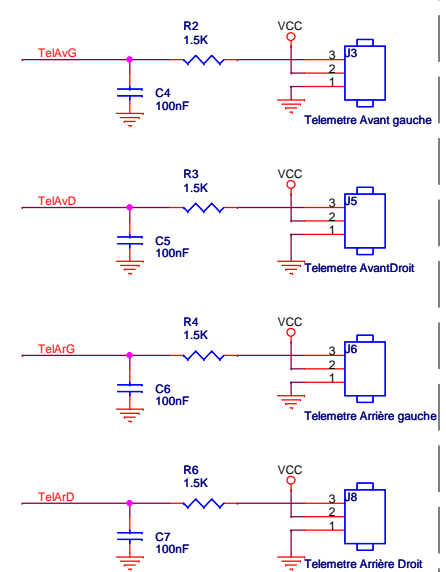 R2
1.5K
VCC
TelAvG
3
J3
2
1
C4
100nF
Telemetre Avant gauche
R3
1.5K
VCC
TelAvD
3
J5
2
1
C5
100nF
Telemetre AvantDroit
R4
1.5K
VCC
TelArG
3
J6
2
1
C6
100nF
Telemetre Arrière gauche
R6
1.5K
VCC
TelArD
3
J8
2
1
C7
100nF
Telemetre Arrière Droit